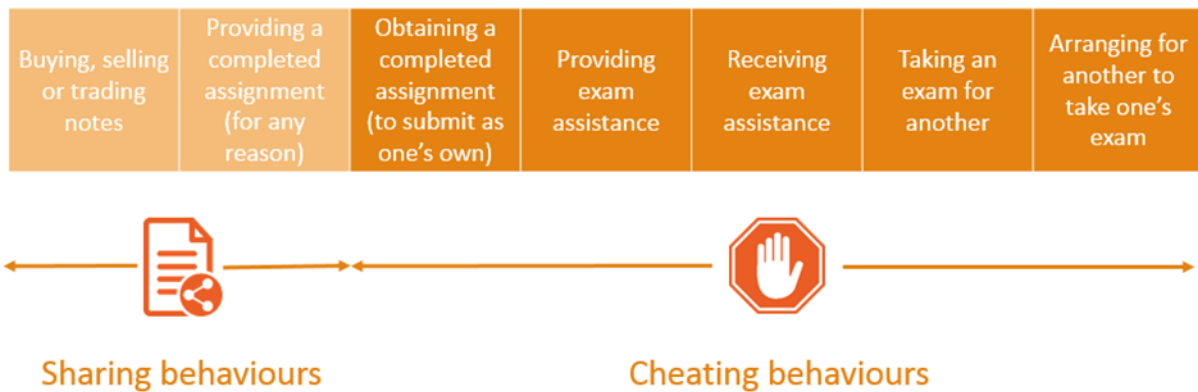 Buying, selling
or trading
notes
Providing a
completed
assignment
(for any
reason)
Obtaining a
completed
assignment
(to submit as
one's own)
Providing
exam
assistance
Receiving
exam
assistance
Taking an
exam for
another
Arranging for
another to
take one's
exam
Sharing behaviours
Cheating behaviours